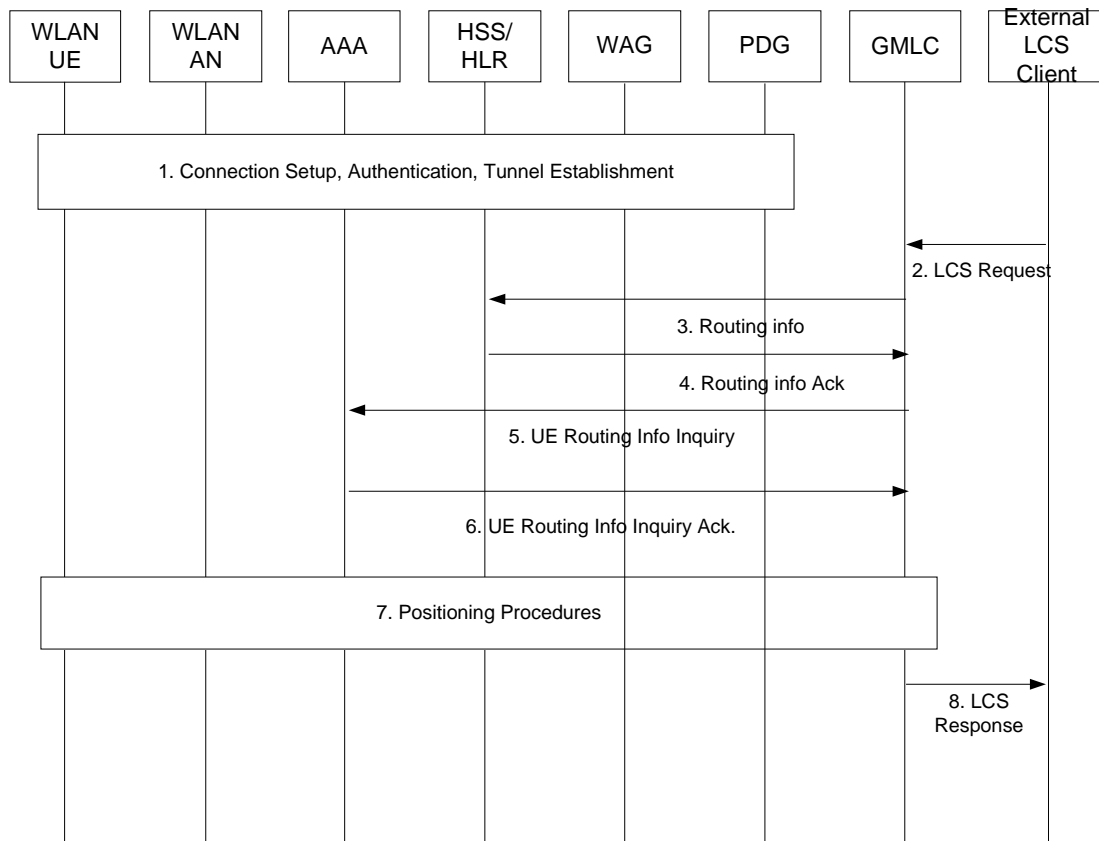 WLAN
UE
WLAN
AN
AAA
HSS/
HLR
WAG
PDG
GMLC
External
LCS
Client
1. Connection Setup, Authentication, Tunnel Establishment
2. LCS Request
3. Routing info
4. Routing info Ack
5. UE Routing Info Inquiry
6. UE Routing Info Inquiry Ack.
7. Positioning Procedures
8. LCS
Response